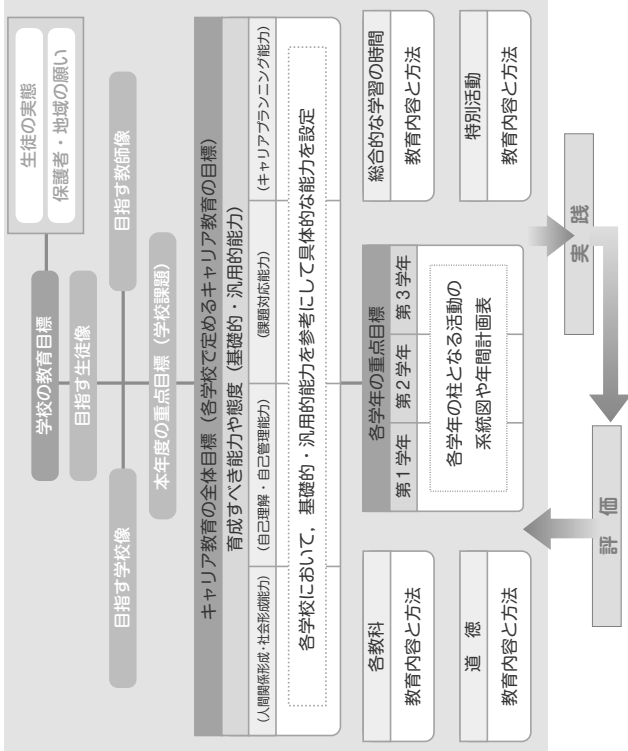 学校の教育目標
生徒の実態
保護者・地域の願い
目指す生徒像
目指す学校像
目指す教師像
本年度の重点目標（学校課題）
キャリア教育の全体目標（各学校で定めるキャリア教育の目標）
育成すべき能力や態度（基礎的・汎用的能力）
（人間関係形成・社会形成能力）
（自己理解・自己管理能力）
（課題対応能力）
（キャリアプランニング能力）
各学校において，基礎的・汎用的能力を参考にして具体的な能力を設定
各教科
教育内容と方法
道　徳
教育内容と方法
各学年の重点目標
第１学年
第２学年
第３学年
各学年の柱となる活動の
系統図や年間計画表
総合的な学習の時間
教育内容と方法
特別活動
教育内容と方法
評　価
実　践